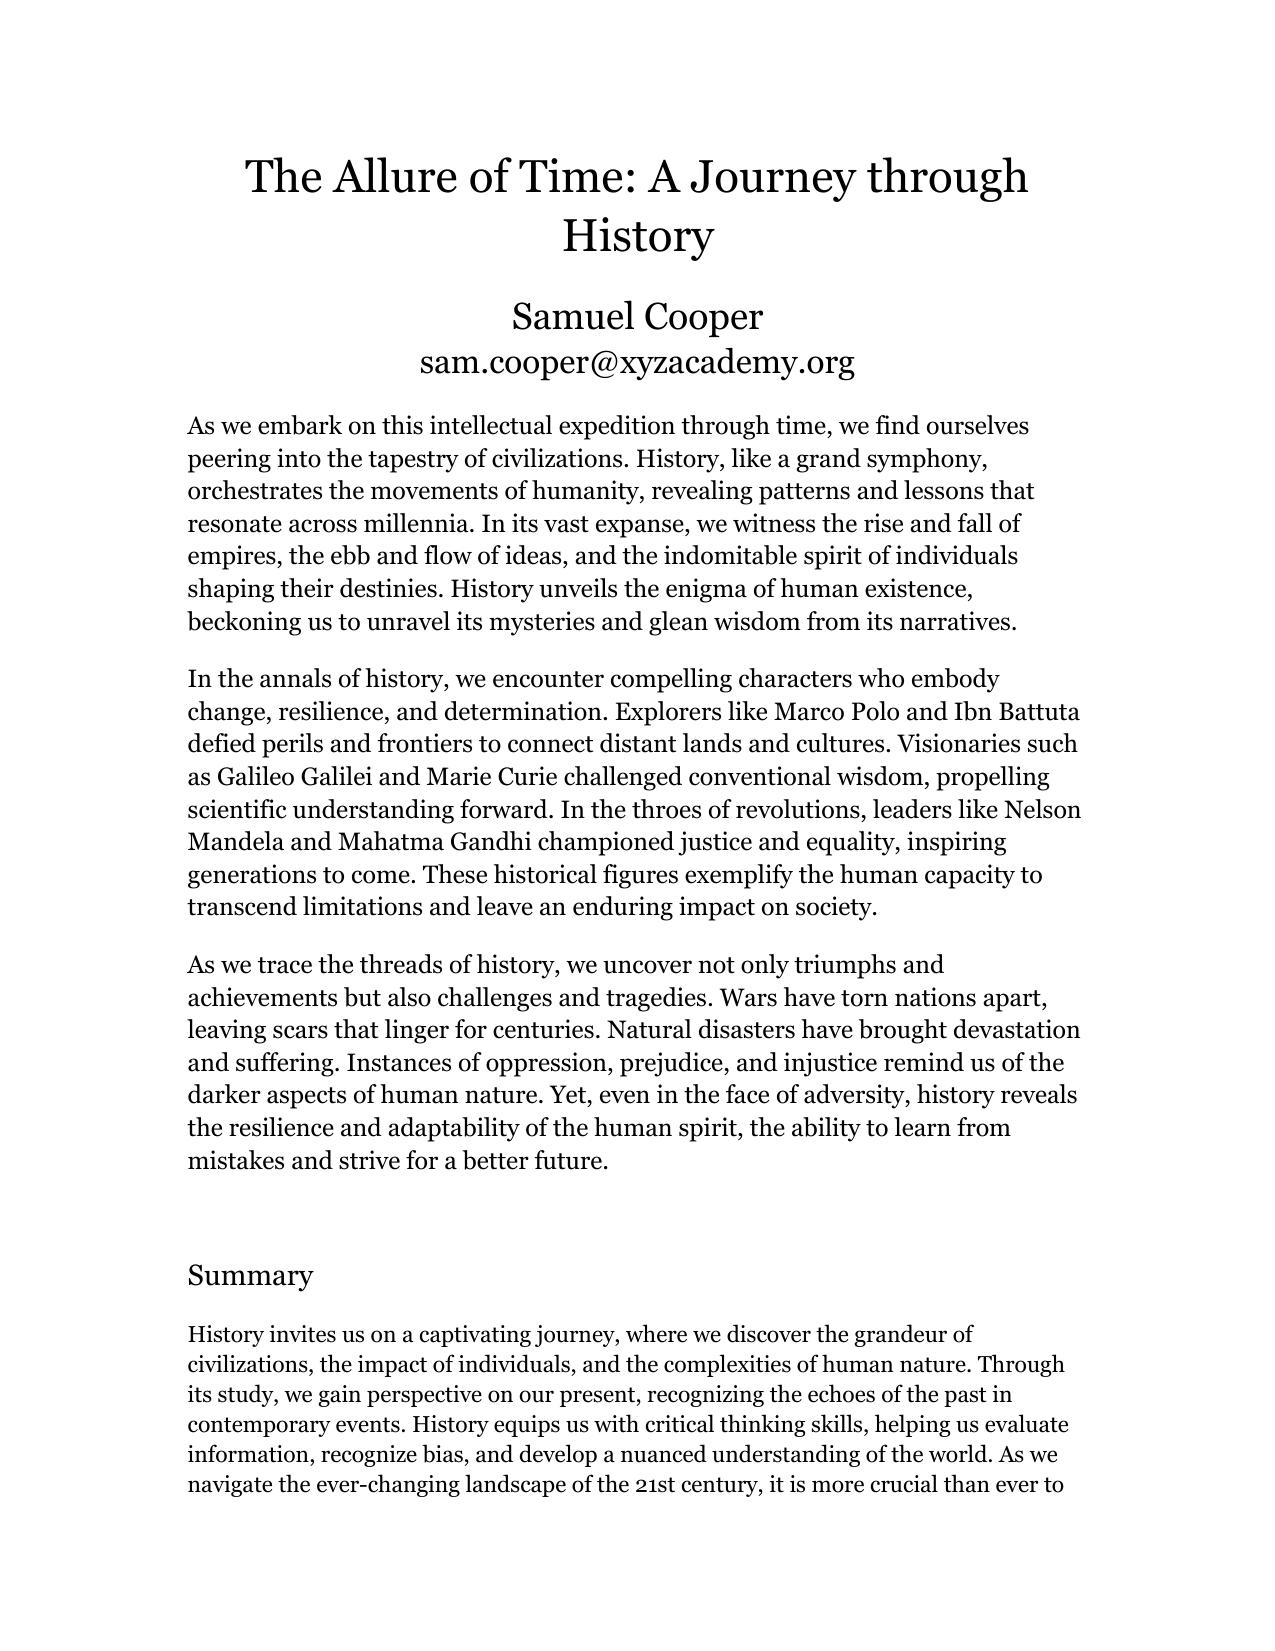 The Allure of Time: A Journey through
History
Samuel Cooper
sam.cooper@xyzacademy.org
As we embark on this intellectual expedition through time, we find ourselves
peering into the tapestry of civilizations. History, like a grand symphony,
orchestrates the movements of humanity, revealing patterns and lessons that
resonate across millennia. In its vast expanse, we witness the rise and fall of
empires, the ebb and flow of ideas, and the indomitable spirit of individuals
shaping their destinies. History unveils the enigma of human existence,
beckoning us to unravel its mysteries and glean wisdom from its narratives.
In the annals of history, we encounter compelling characters who embody
change, resilience, and determination. Explorers like Marco Polo and Ibn Battuta
defied perils and frontiers to connect distant lands and cultures. Visionaries such
as Galileo Galilei and Marie Curie challenged conventional wisdom, propelling
scientific understanding forward. In the throes of revolutions, leaders like Nelson
Mandela and Mahatma Gandhi championed justice and equality, inspiring
generations to come. These historical figures exemplify the human capacity to
transcend limitations and leave an enduring impact on society.
As we trace the threads of history, we uncover not only triumphs and
achievements but also challenges and tragedies. Wars have torn nations apart,
leaving scars that linger for centuries. Natural disasters have brought devastation
and suffering. Instances of oppression, prejudice, and injustice remind us of the
darker aspects of human nature. Yet, even in the face of adversity, history reveals
the resilience and adaptability of the human spirit, the ability to learn from
mistakes and strive for a better future.
Summary
History invites us on a captivating journey, where we discover the grandeur of
civilizations, the impact of individuals, and the complexities of human nature. Through
its study, we gain perspective on our present, recognizing the echoes of the past in
contemporary events. History equips us with critical thinking skills, helping us evaluate
information, recognize bias, and develop a nuanced understanding of the world. As we
navigate the ever-changing landscape of the 21st century, it is more crucial than ever to